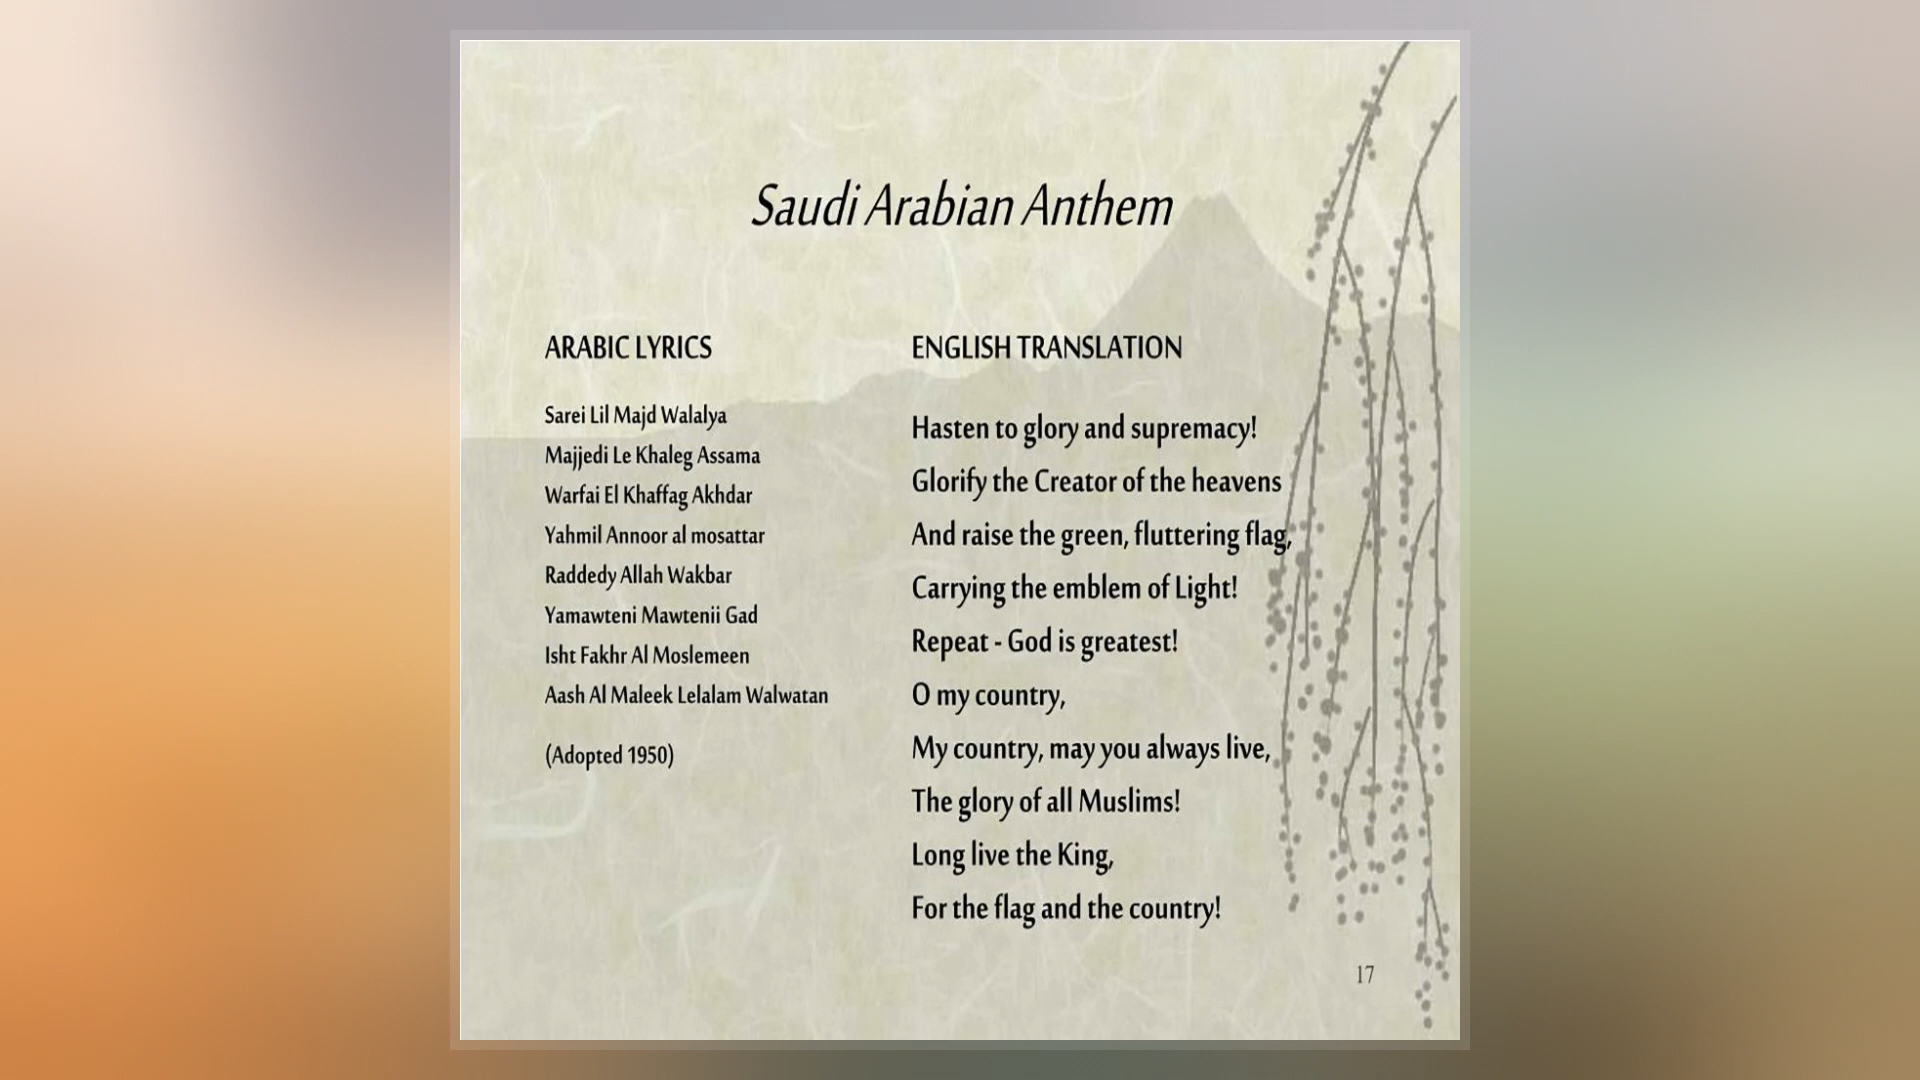 Saudi Arabian Anthem
ARABIC LYRICS
Sarei Lil Majd Walalya
Majjedi Le Khaleg Assama
Warfai El Khaffag Akhdar
Yahmil Annoor al mosattar
Raddedy Allah Wakbar
Yamawteni Mawtenii Gad
Isht Fakhr Al Moslemeen
Aash Al Maleek Lelalam Walwatan
(Adopted 1950)
ENGLISH TRANSLATION
Hasten to glory and supremacy!
Glorify the Creator of the heavens
And raise the green, fluttering flag,
Carrying the emblem of Light!
Repeat - God is greatest!
O my country,
My country, may you always live,
The glory of all Muslims!
Long live the King,
For the flag and the country!
17